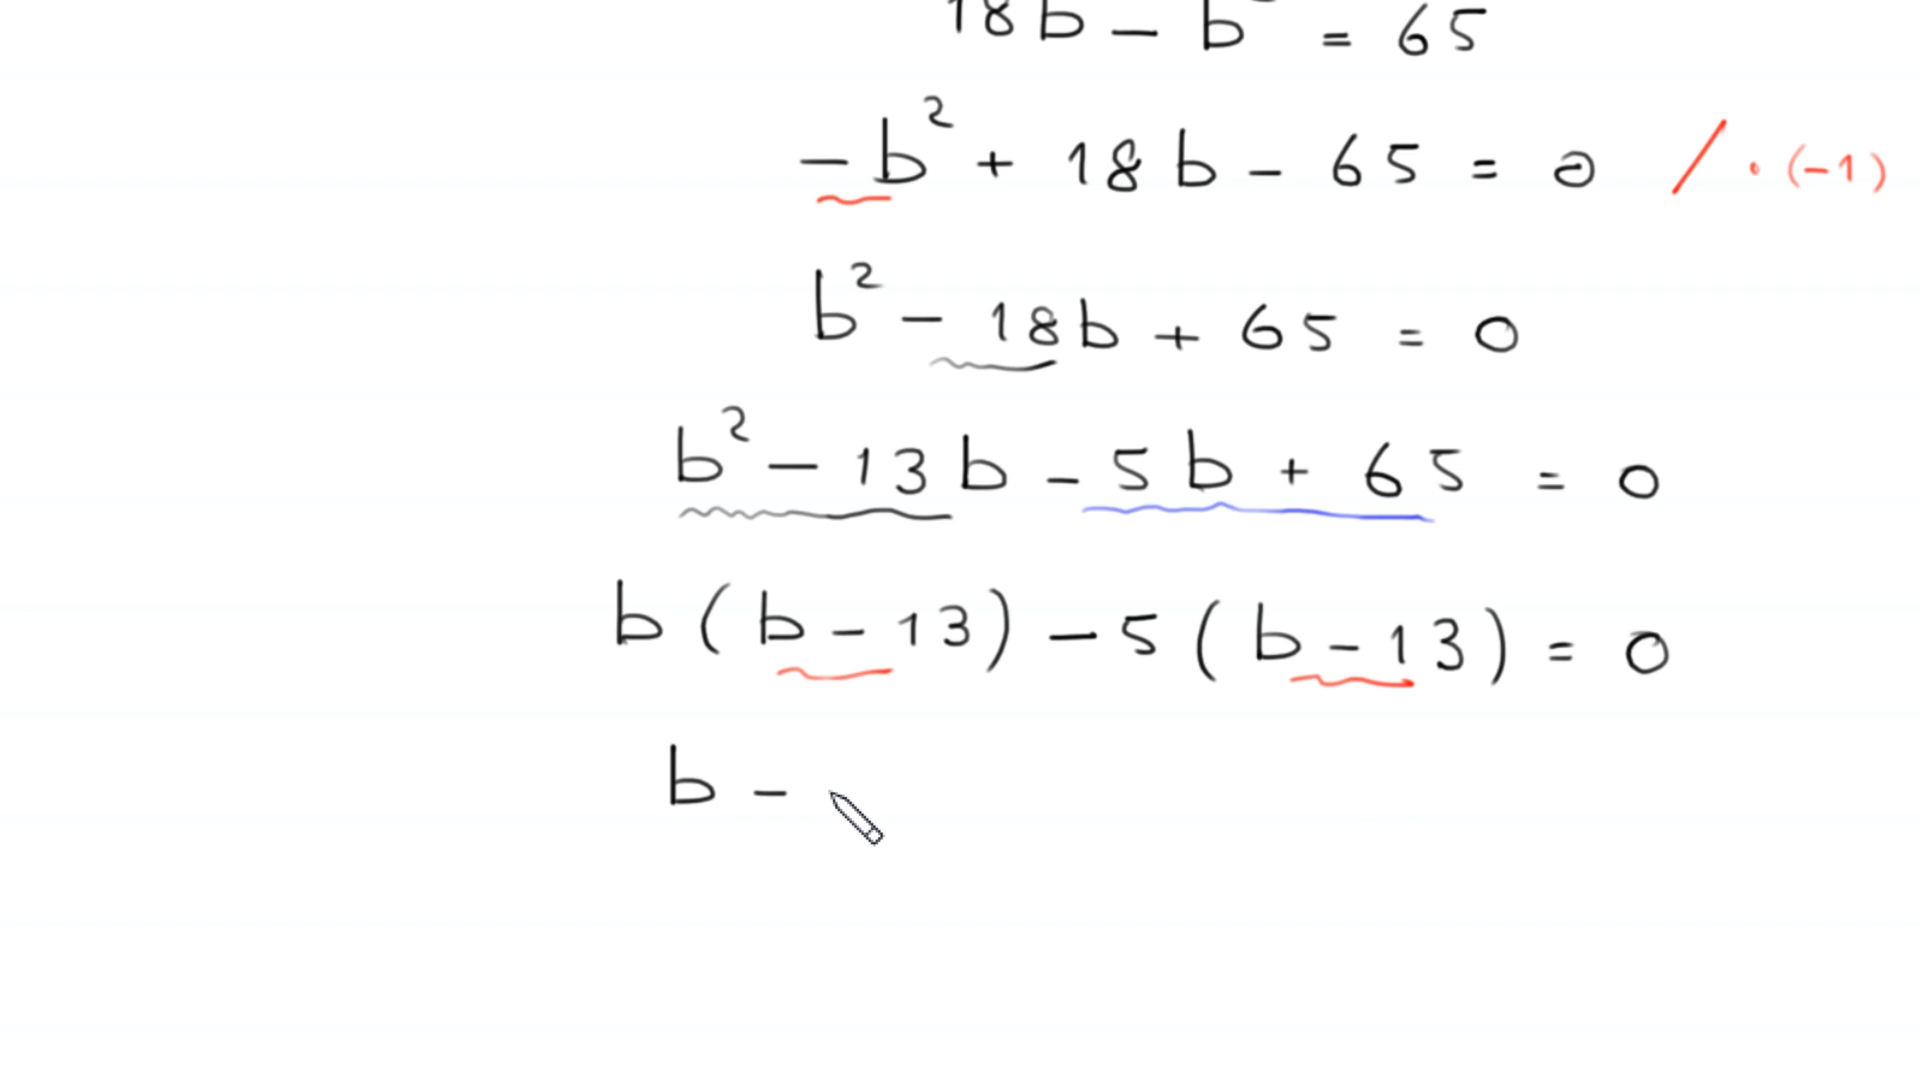 18b - b² = 65
-b² + 18b - 65 = 0 / · (-1)
b² - 18b + 65 = 0
b² - 13b - 5b + 65 = 0
b (b - 13) - 5 (b - 13) = 0
b -